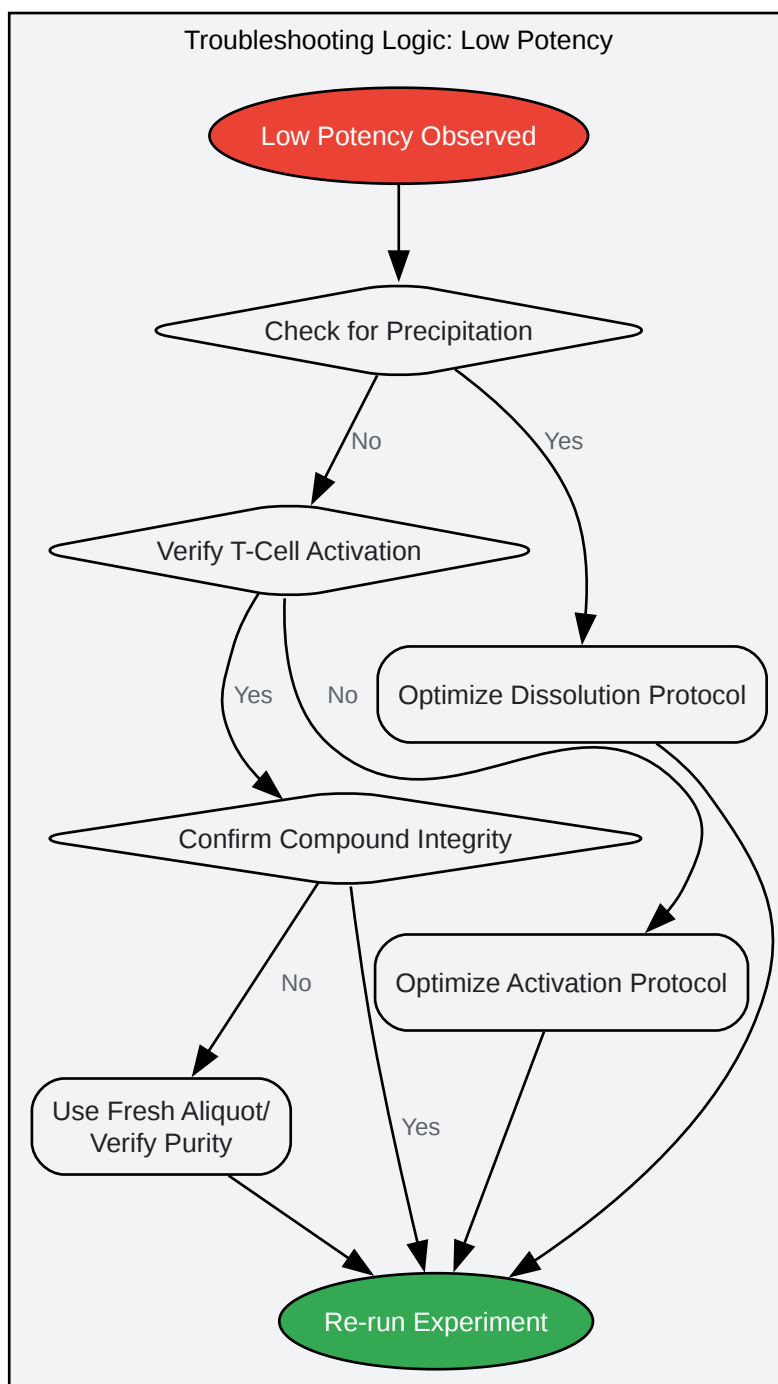 Troubleshooting Logic: Low Potency
Low Potency Observed
Check for Precipitation
No
Yes
Verify T-Cell Activation
Yes
No
Optimize Dissolution Protocol
Confirm Compound Integrity
No
Optimize Activation Protocol
Use Fresh Aliquot/
Verify Purity
Yes
Re-run Experiment